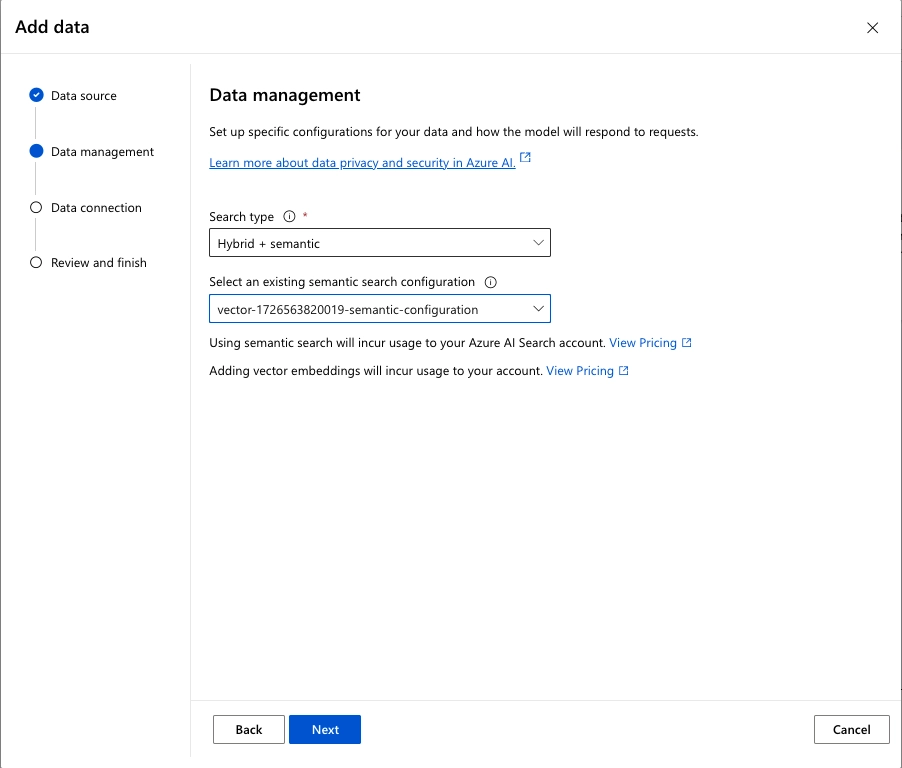 Add data
Data source
Data management
Data connection
Review and finish
Data management
Set up specific configurations for your data and how the model will respond to requests.
Learn more about data privacy and security in Azure AI.
Search type *
Hybrid + semantic
Select an existing semantic search configuration
vector-1726563820019-semantic-configuration
Using semantic search will incur usage to your Azure AI Search account. View Pricing
Adding vector embeddings will incur usage to your account. View Pricing
Back Next Cancel